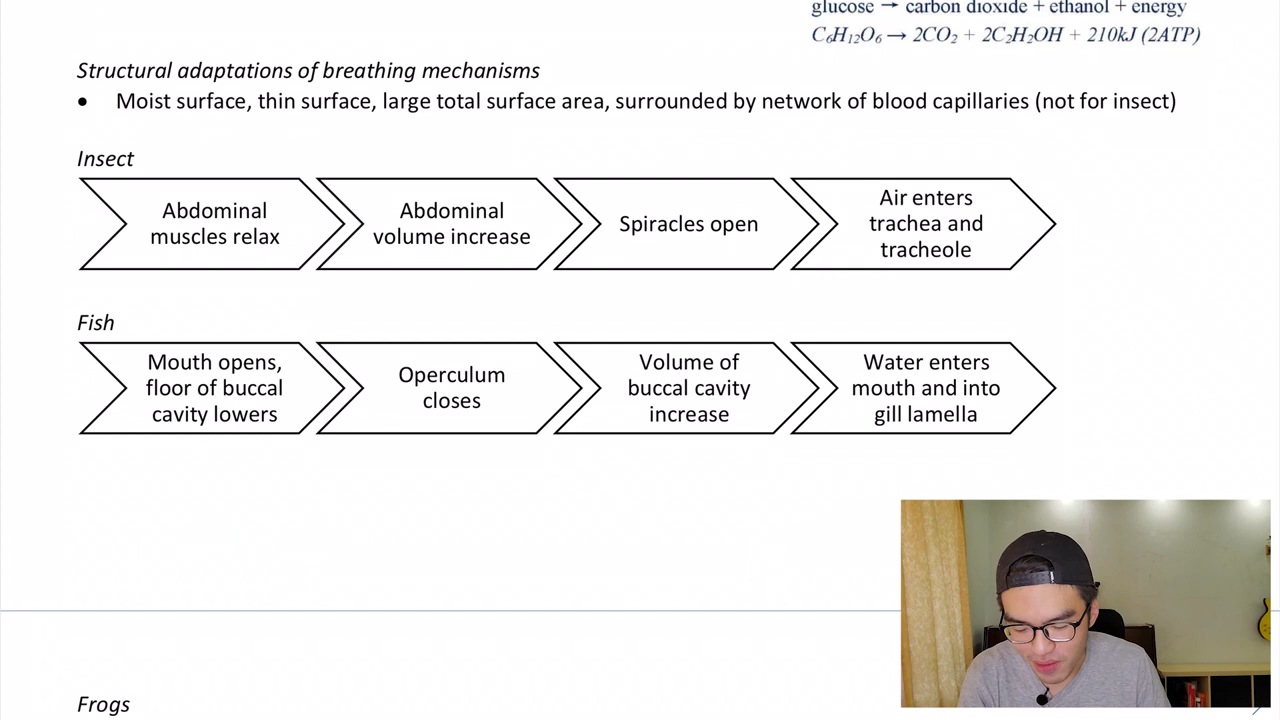 glucose → carbon dioxide + ethanol + energy
C₆H₁₂O₆ → 2CO₂ + 2C₂H₂OH + 210kJ (2ATP)
Structural adaptations of breathing mechanisms
• Moist surface, thin surface, large total surface area, surrounded by network of blood capillaries (not for insect)
Insect
Abdominal
muscles relax
Abdominal
volume increase
Spiracles open
Air enters
trachea and
tracheole
Fish
Mouth opens,
floor of buccal
cavity lowers
Operculum
closes
Volume of
buccal cavity
increase
Water enters
mouth and into
gill lamella
Frogs